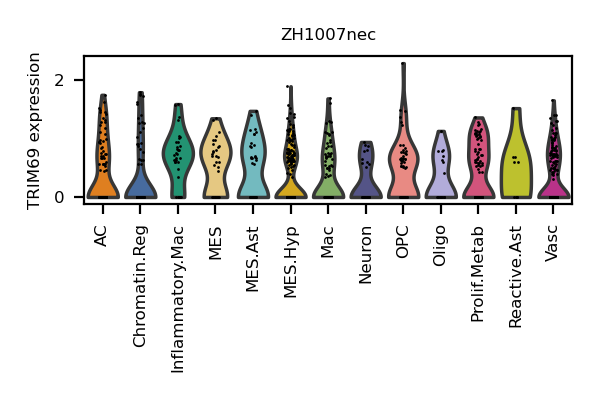 ZH1007nec
TRIM69 expression
2
0
AC
Chromatin.Reg
Inflammatory.Mac
MES
MES.Ast
MES.Hyp
Mac
Neuron
OPC
Oligo
Prolif.Metab
Reactive.Ast
Vasc